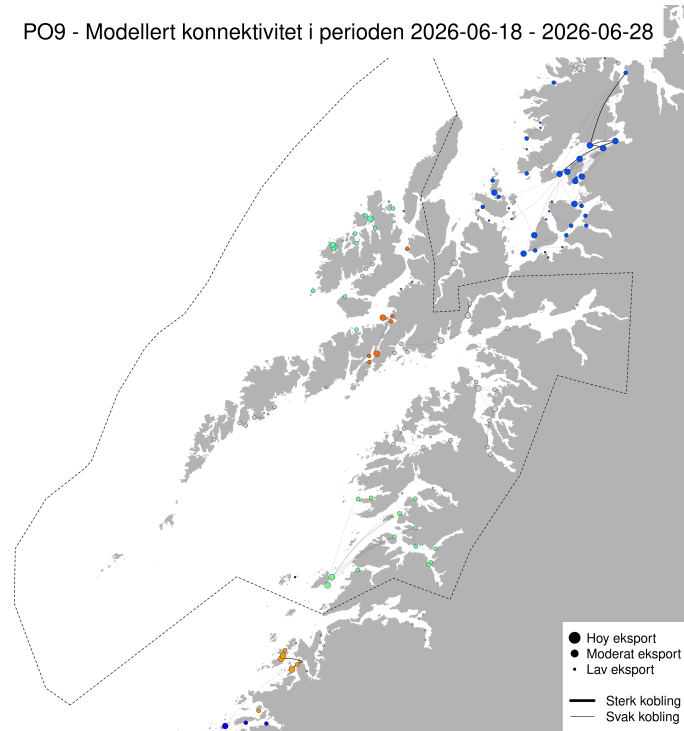 PO9 - Modellert konnektivitet i perioden 2026-06-18 - 2026-06-28
Hoy eksport
Moderat eksport
Lav eksport
Sterk kobling
Svak kobling